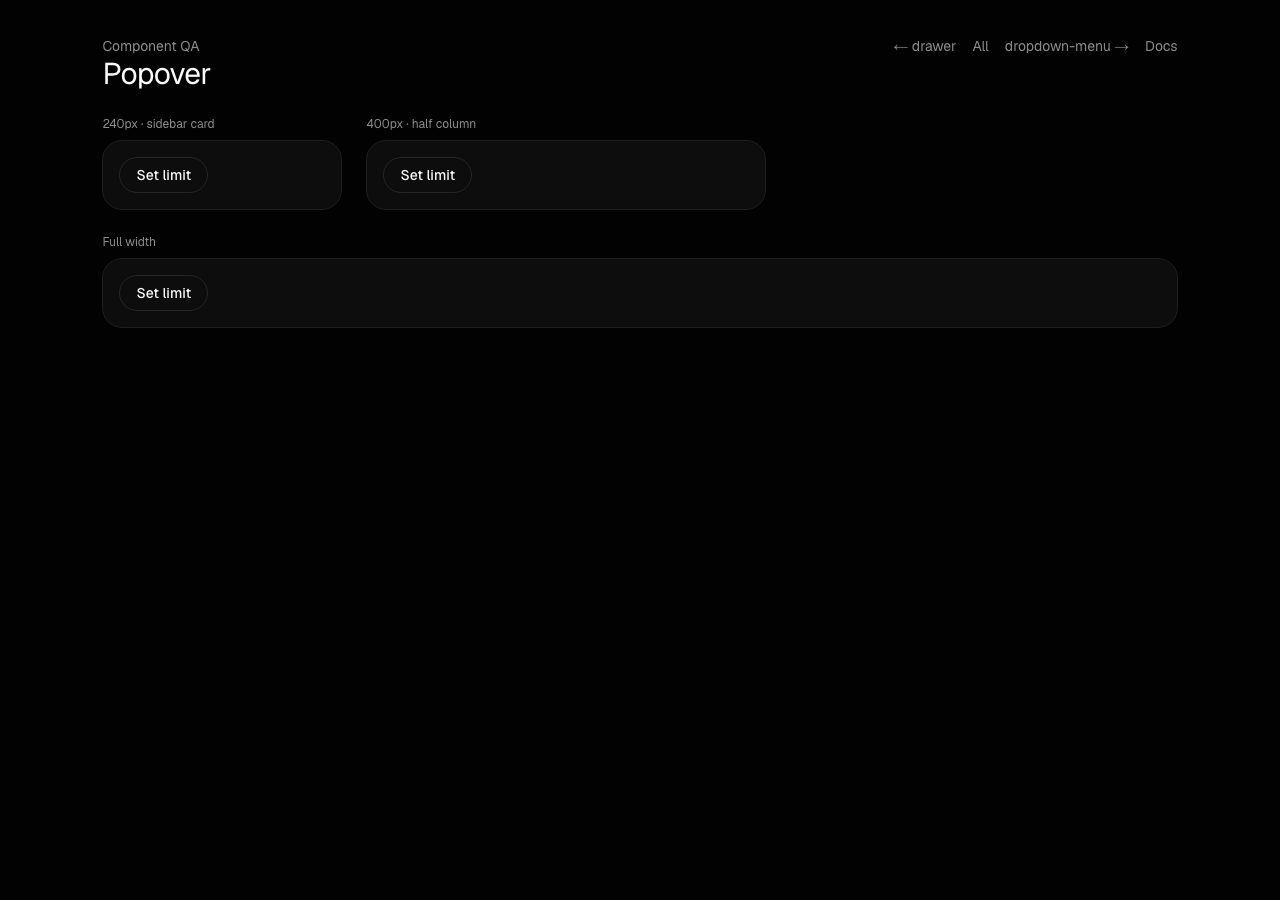 Component QA
Popover
← drawer All dropdown-menu → Docs
240px · sidebar card
400px · half column
Set limit
Set limit
Full width
Set limit